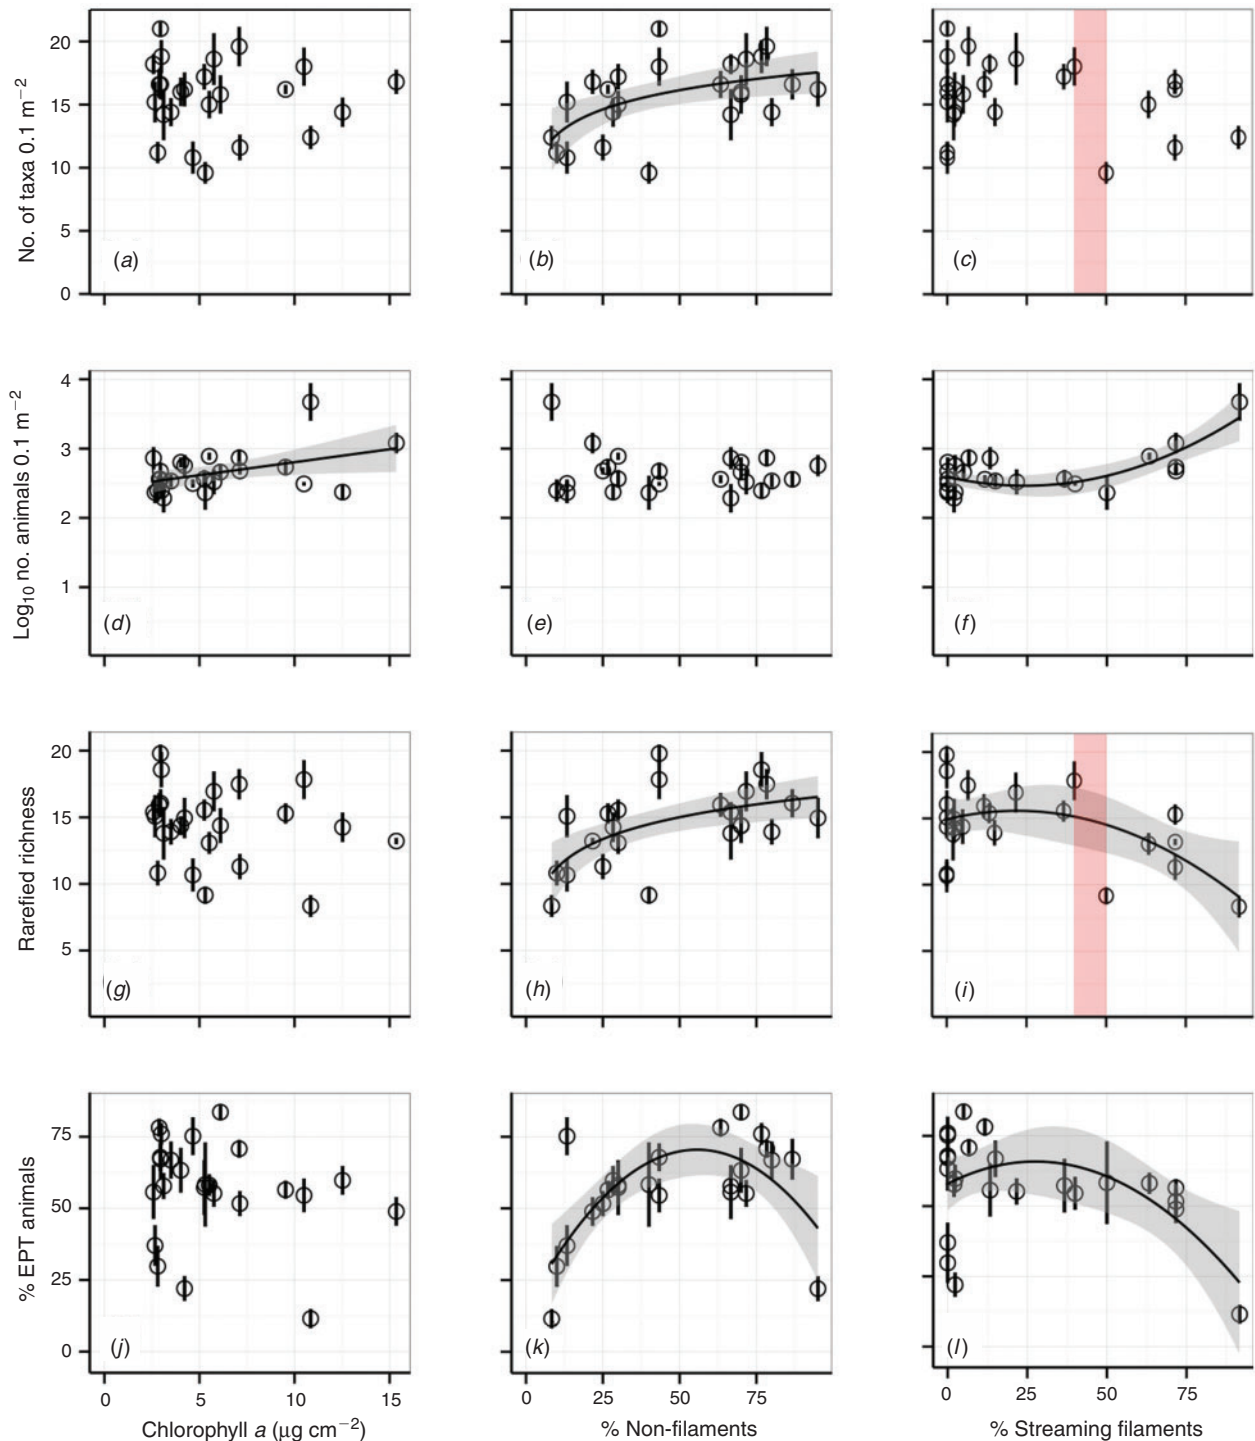 No. of taxa 0.1 m−2
20
15
10
5
0
(a)
(b)
(c)
Log10 no. animals 0.1 m−2
4
3
2
1
(d)
(e)
(f)
Rarefied richness
20
15
10
5
(g)
(h)
(i)
% EPT animals
75
50
25
0
(j)
(k)
(l)
0 5 10 15
0 25 50 75
0 25 50 75
Chlorophyll a (μg cm−2)
% Non-filaments
% Streaming filaments